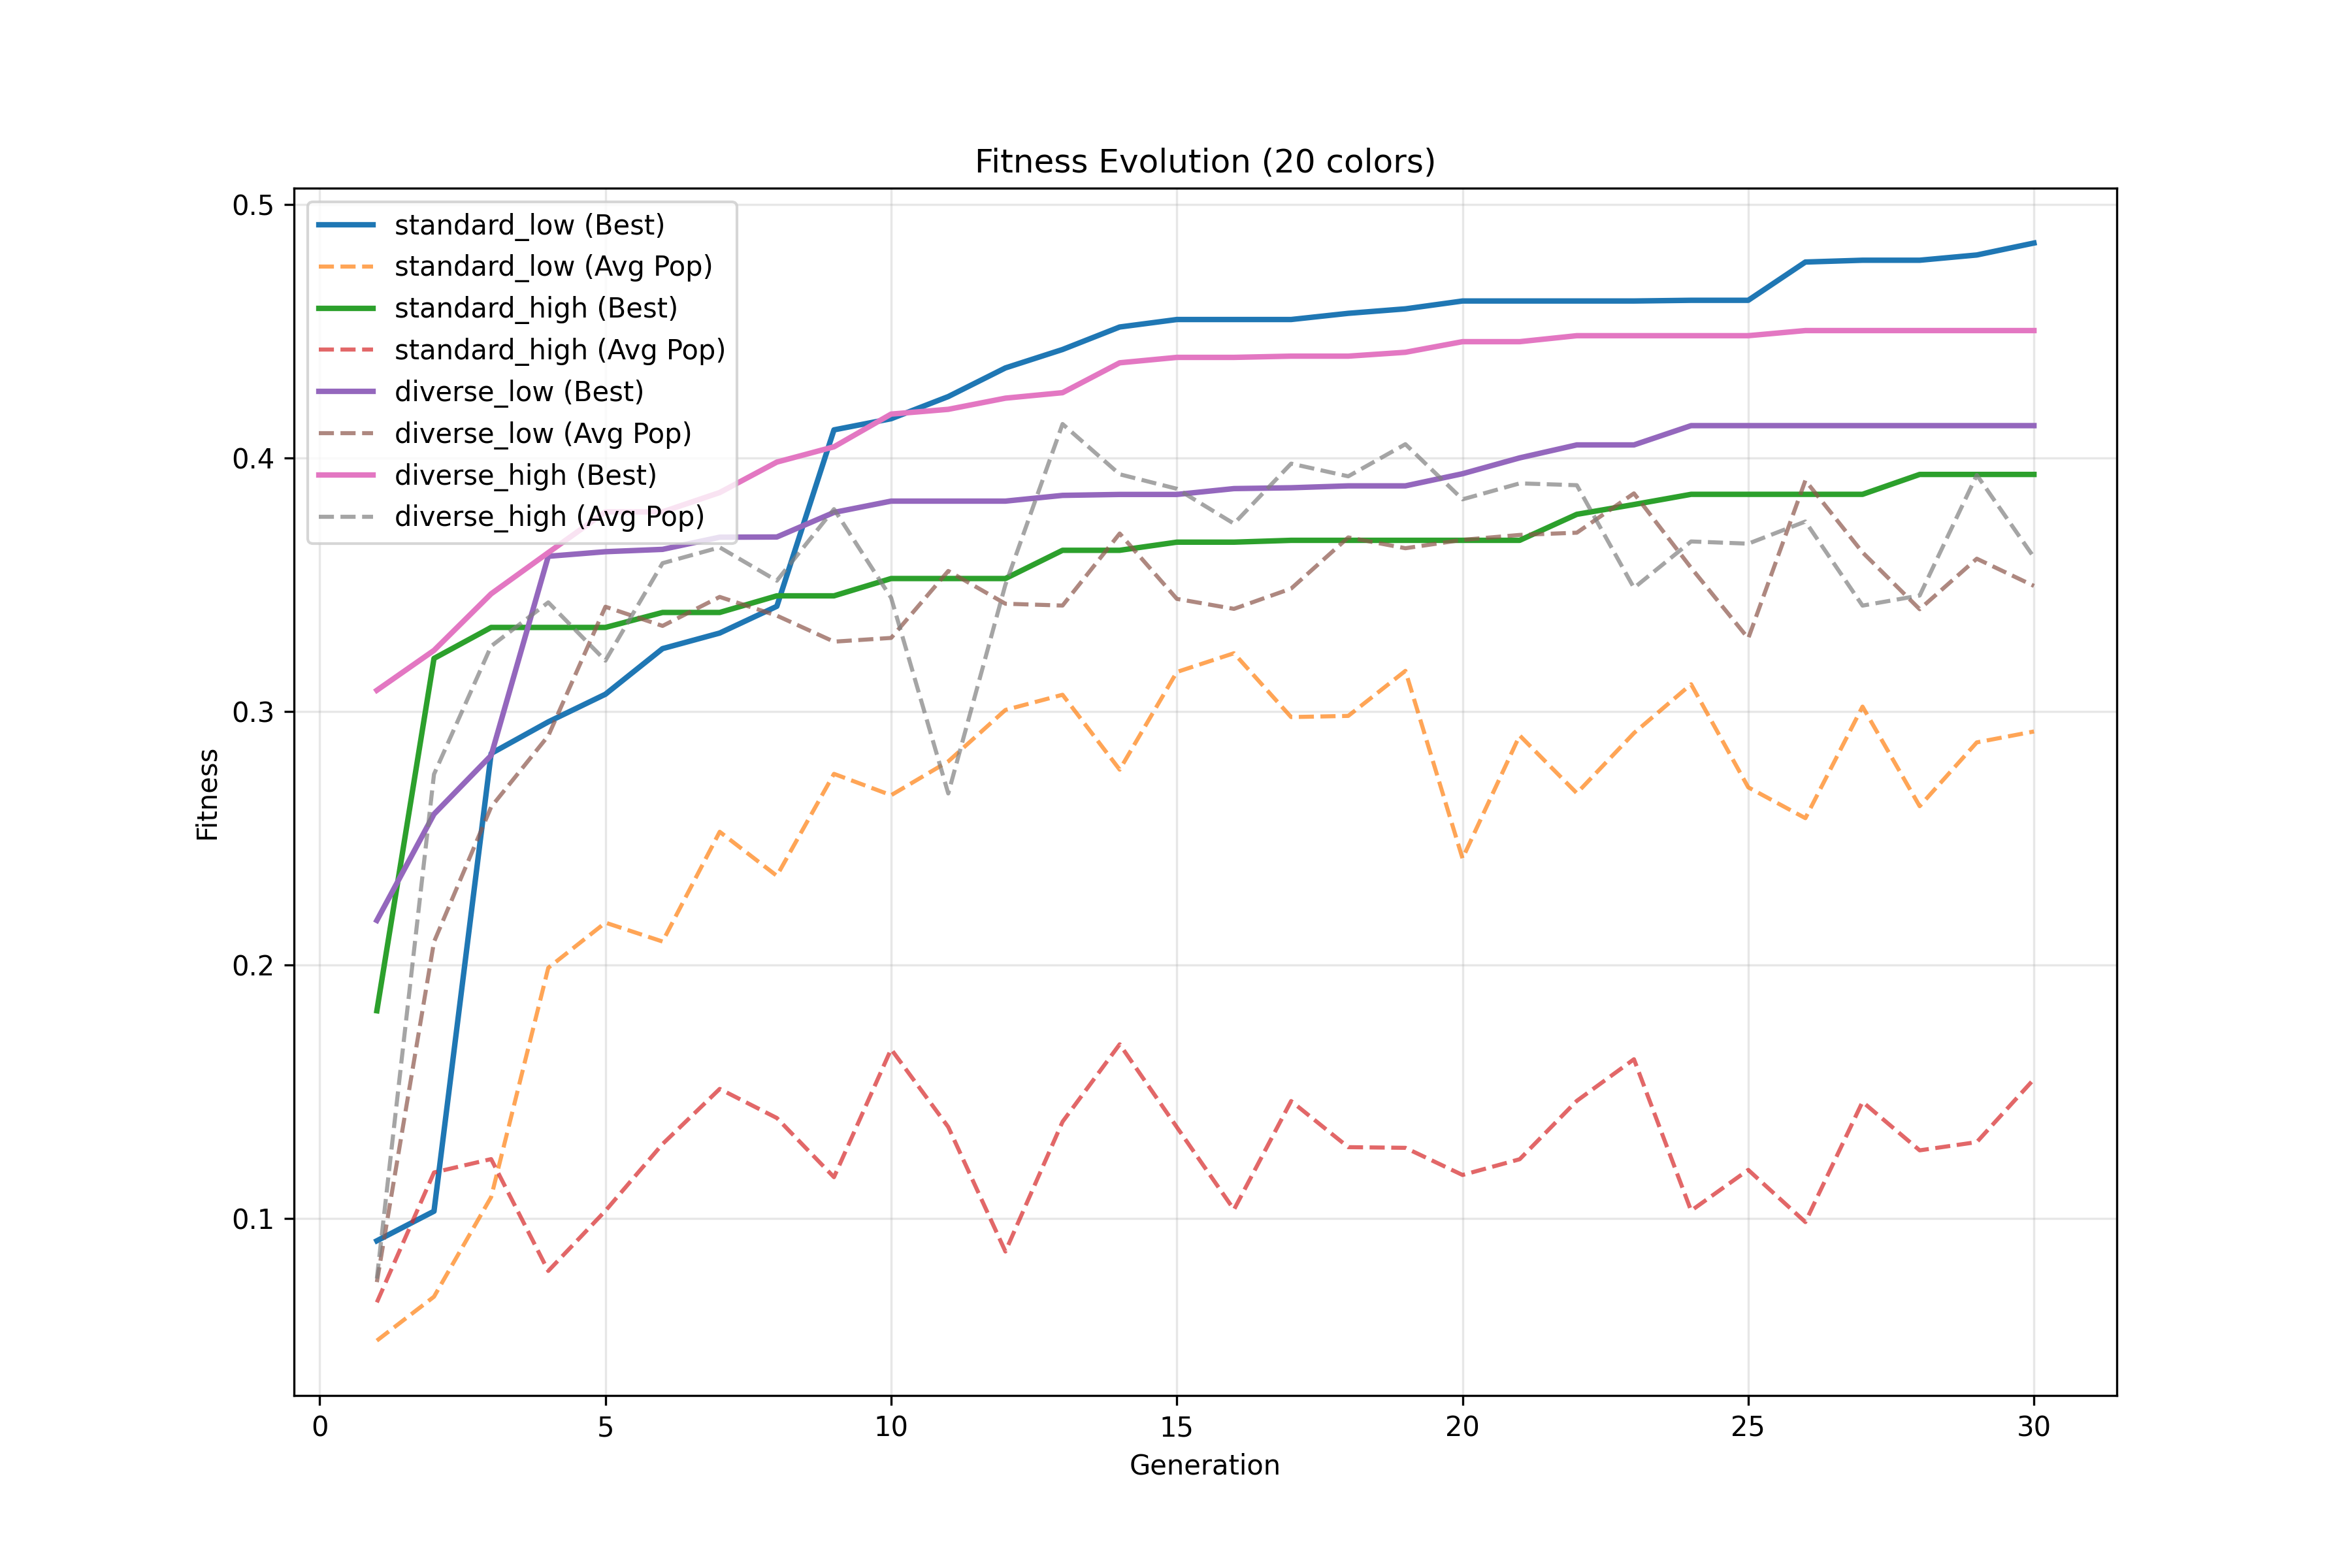 Fitness Evolution (20 colors)
0.5
0.4
0.3
0.2
0.1
Fitness
standard_low (Best)
standard_low (Avg Pop)
standard_high (Best)
standard_high (Avg Pop)
diverse_low (Best)
diverse_low (Avg Pop)
diverse_high (Best)
diverse_high (Avg Pop)
0 5 10 15 20 25 30
Generation